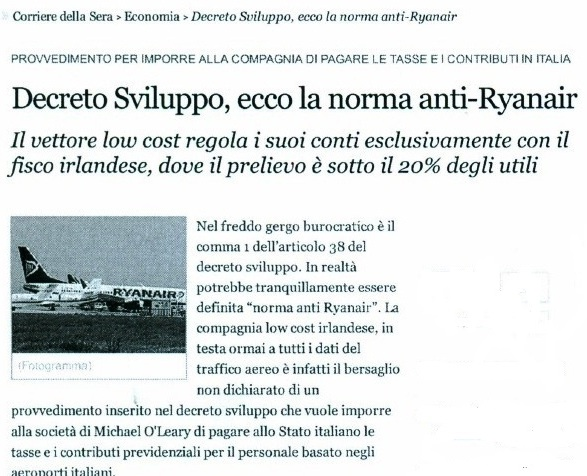 Corriere della Sera > Economia > Decreto Sviluppo, ecco la norma anti-Ryanair
PROVVEDIMENTO PER IMPORRE ALLA COMPAGNIA DI PAGARE LE TASSE E I CONTRIBUTI IN ITALIA
Decreto Sviluppo, ecco la norma anti-Ryanair
Il vettore low cost regola i suoi conti esclusivamente con il
fisco irlandese, dove il prelievo è sotto il 20% degli utili
RYANAIR
(Fotogramma)
Nel freddo gergo burocratico è il
comma 1 dell'articolo 38 del
decreto sviluppo. In realtà
potrebbe tranquillamente essere
definita “norma anti Ryanair”. La
compagnia low cost irlandese, in
testa ormai a tutti i dati del
traffico aereo è infatti il bersaglio
non dichiarato di un
provvedimento inserito nel decreto sviluppo che vuole imporre
alla società di Michael O'Leary di pagare allo Stato italiano le
tasse e i contributi previdenziali per il personale basato negli
aeroporti italiani.